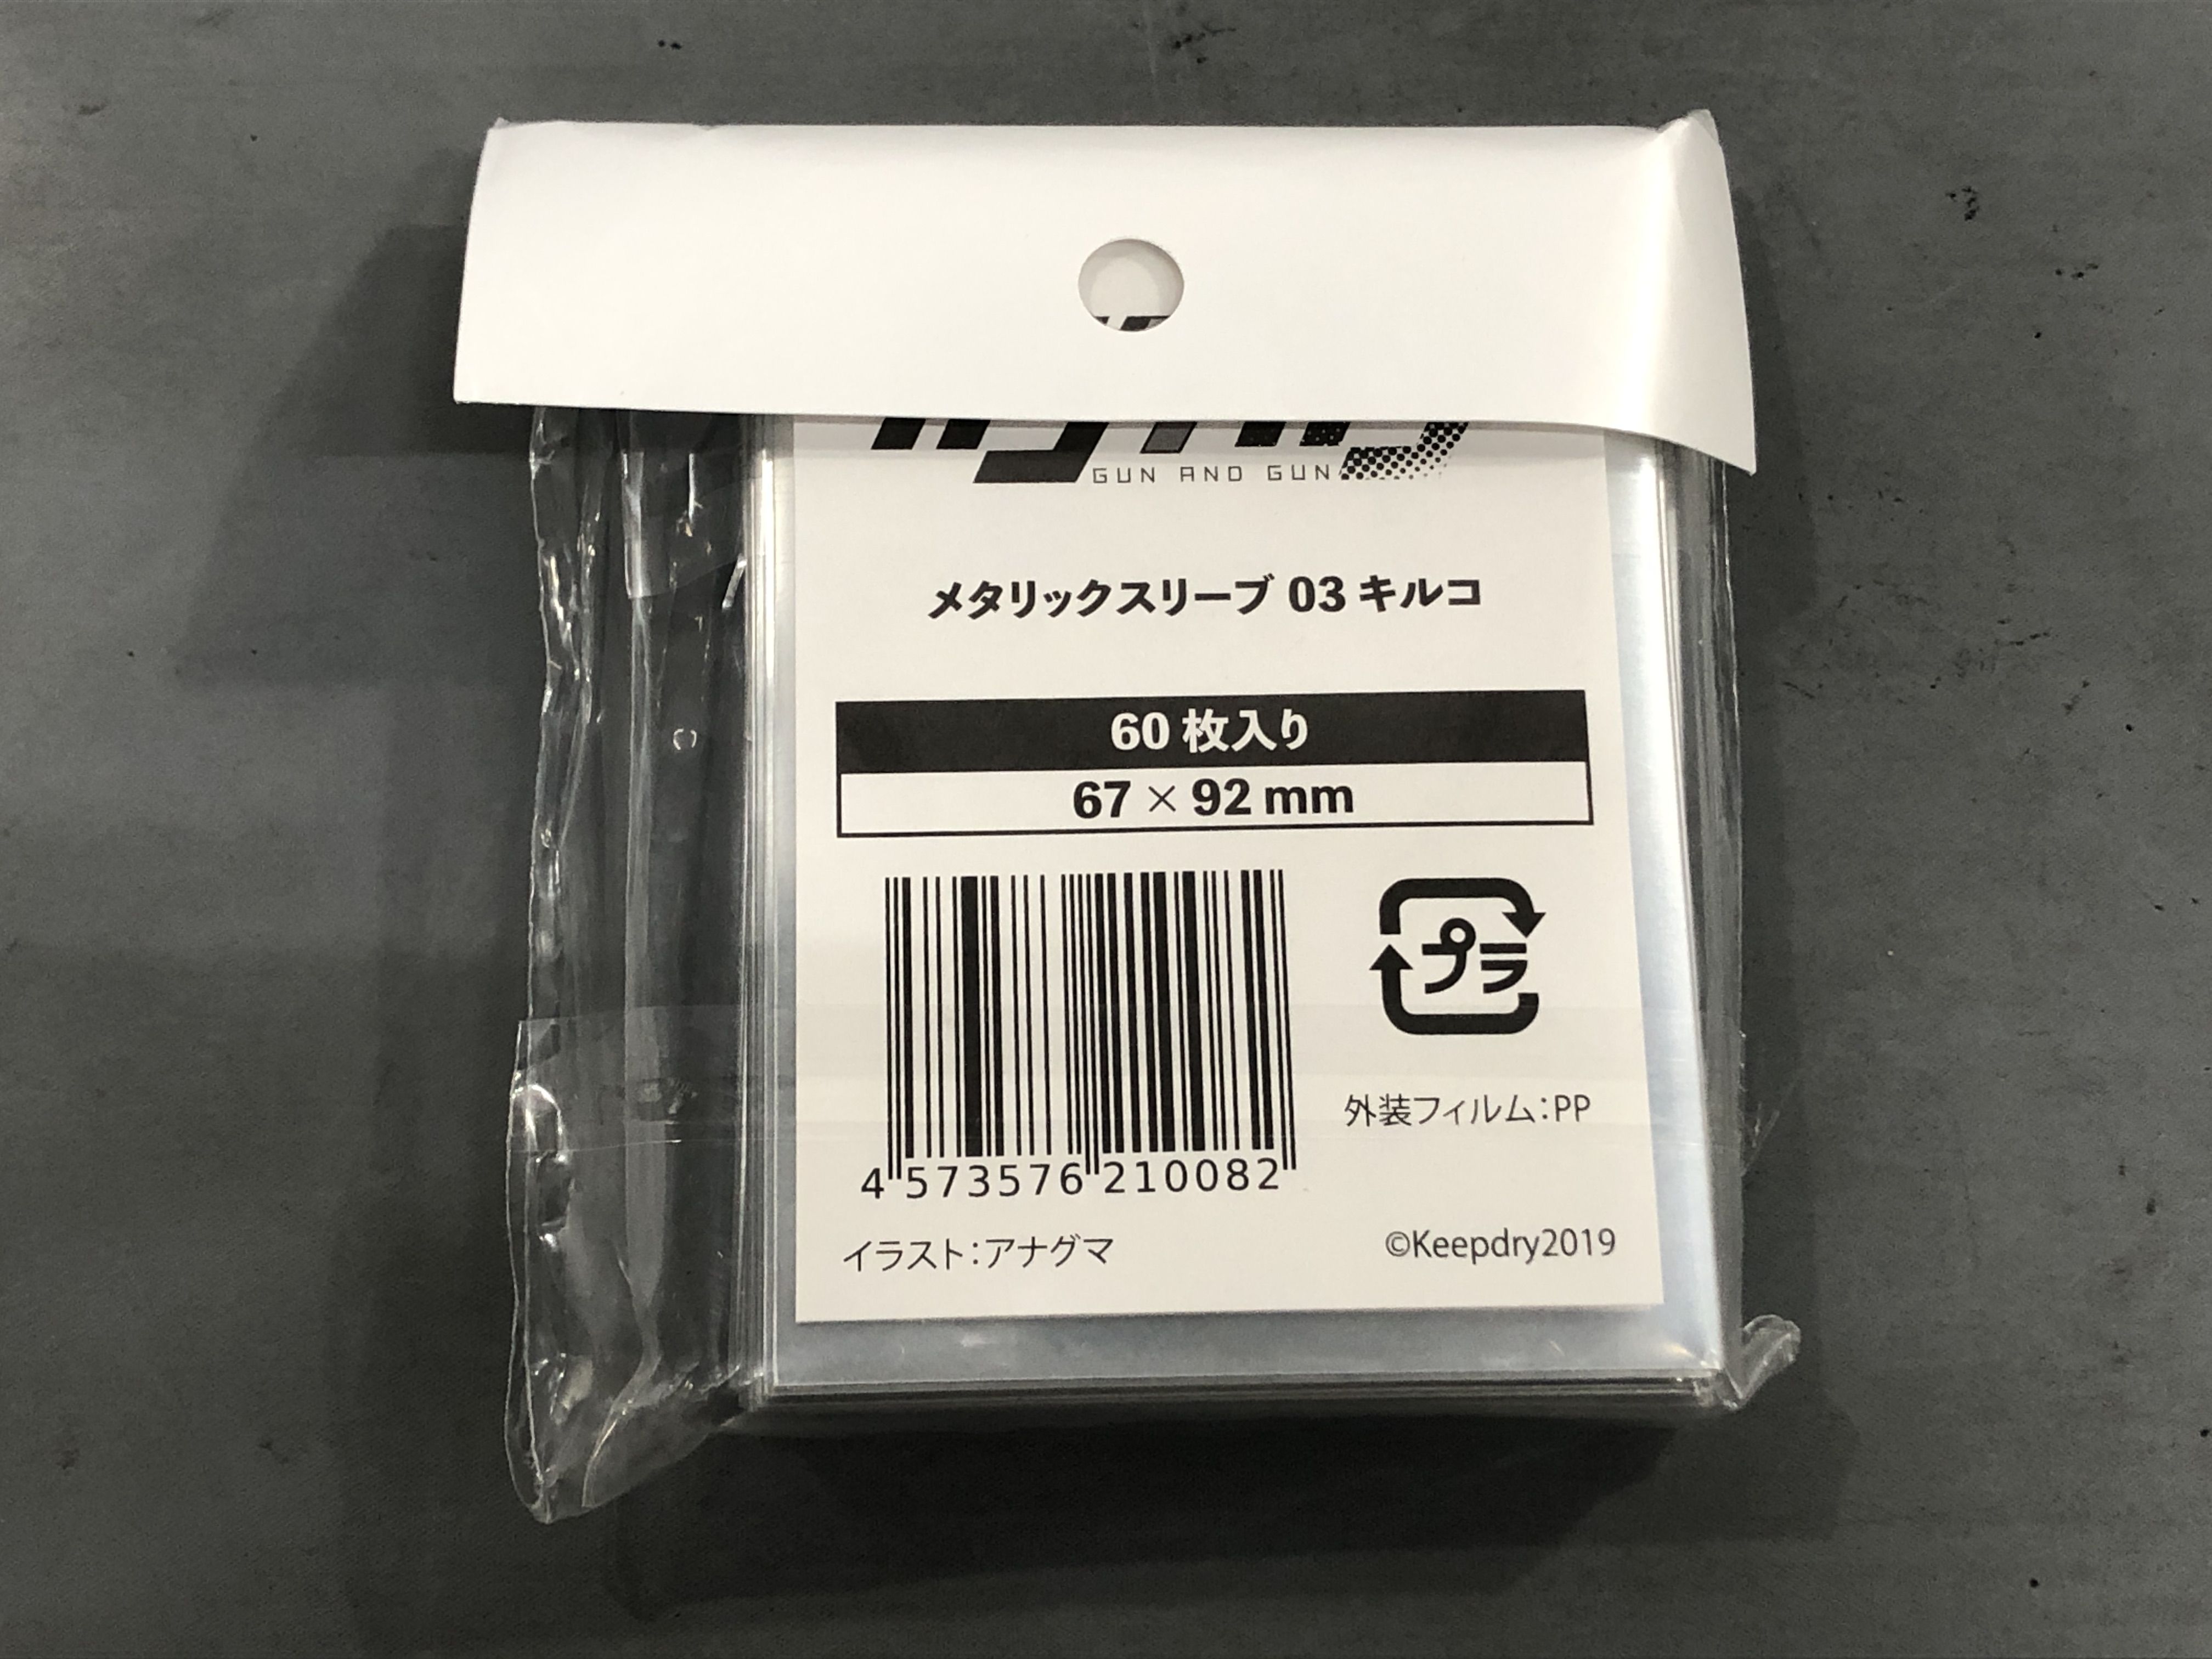 GUN AND GUN
メタリックスリーブ 03 キルコ
60 枚入り
67 × 92 mm
プラ
外装フィルム：PP
4 573576 210082
イラスト：アナグマ
©Keepdry2019